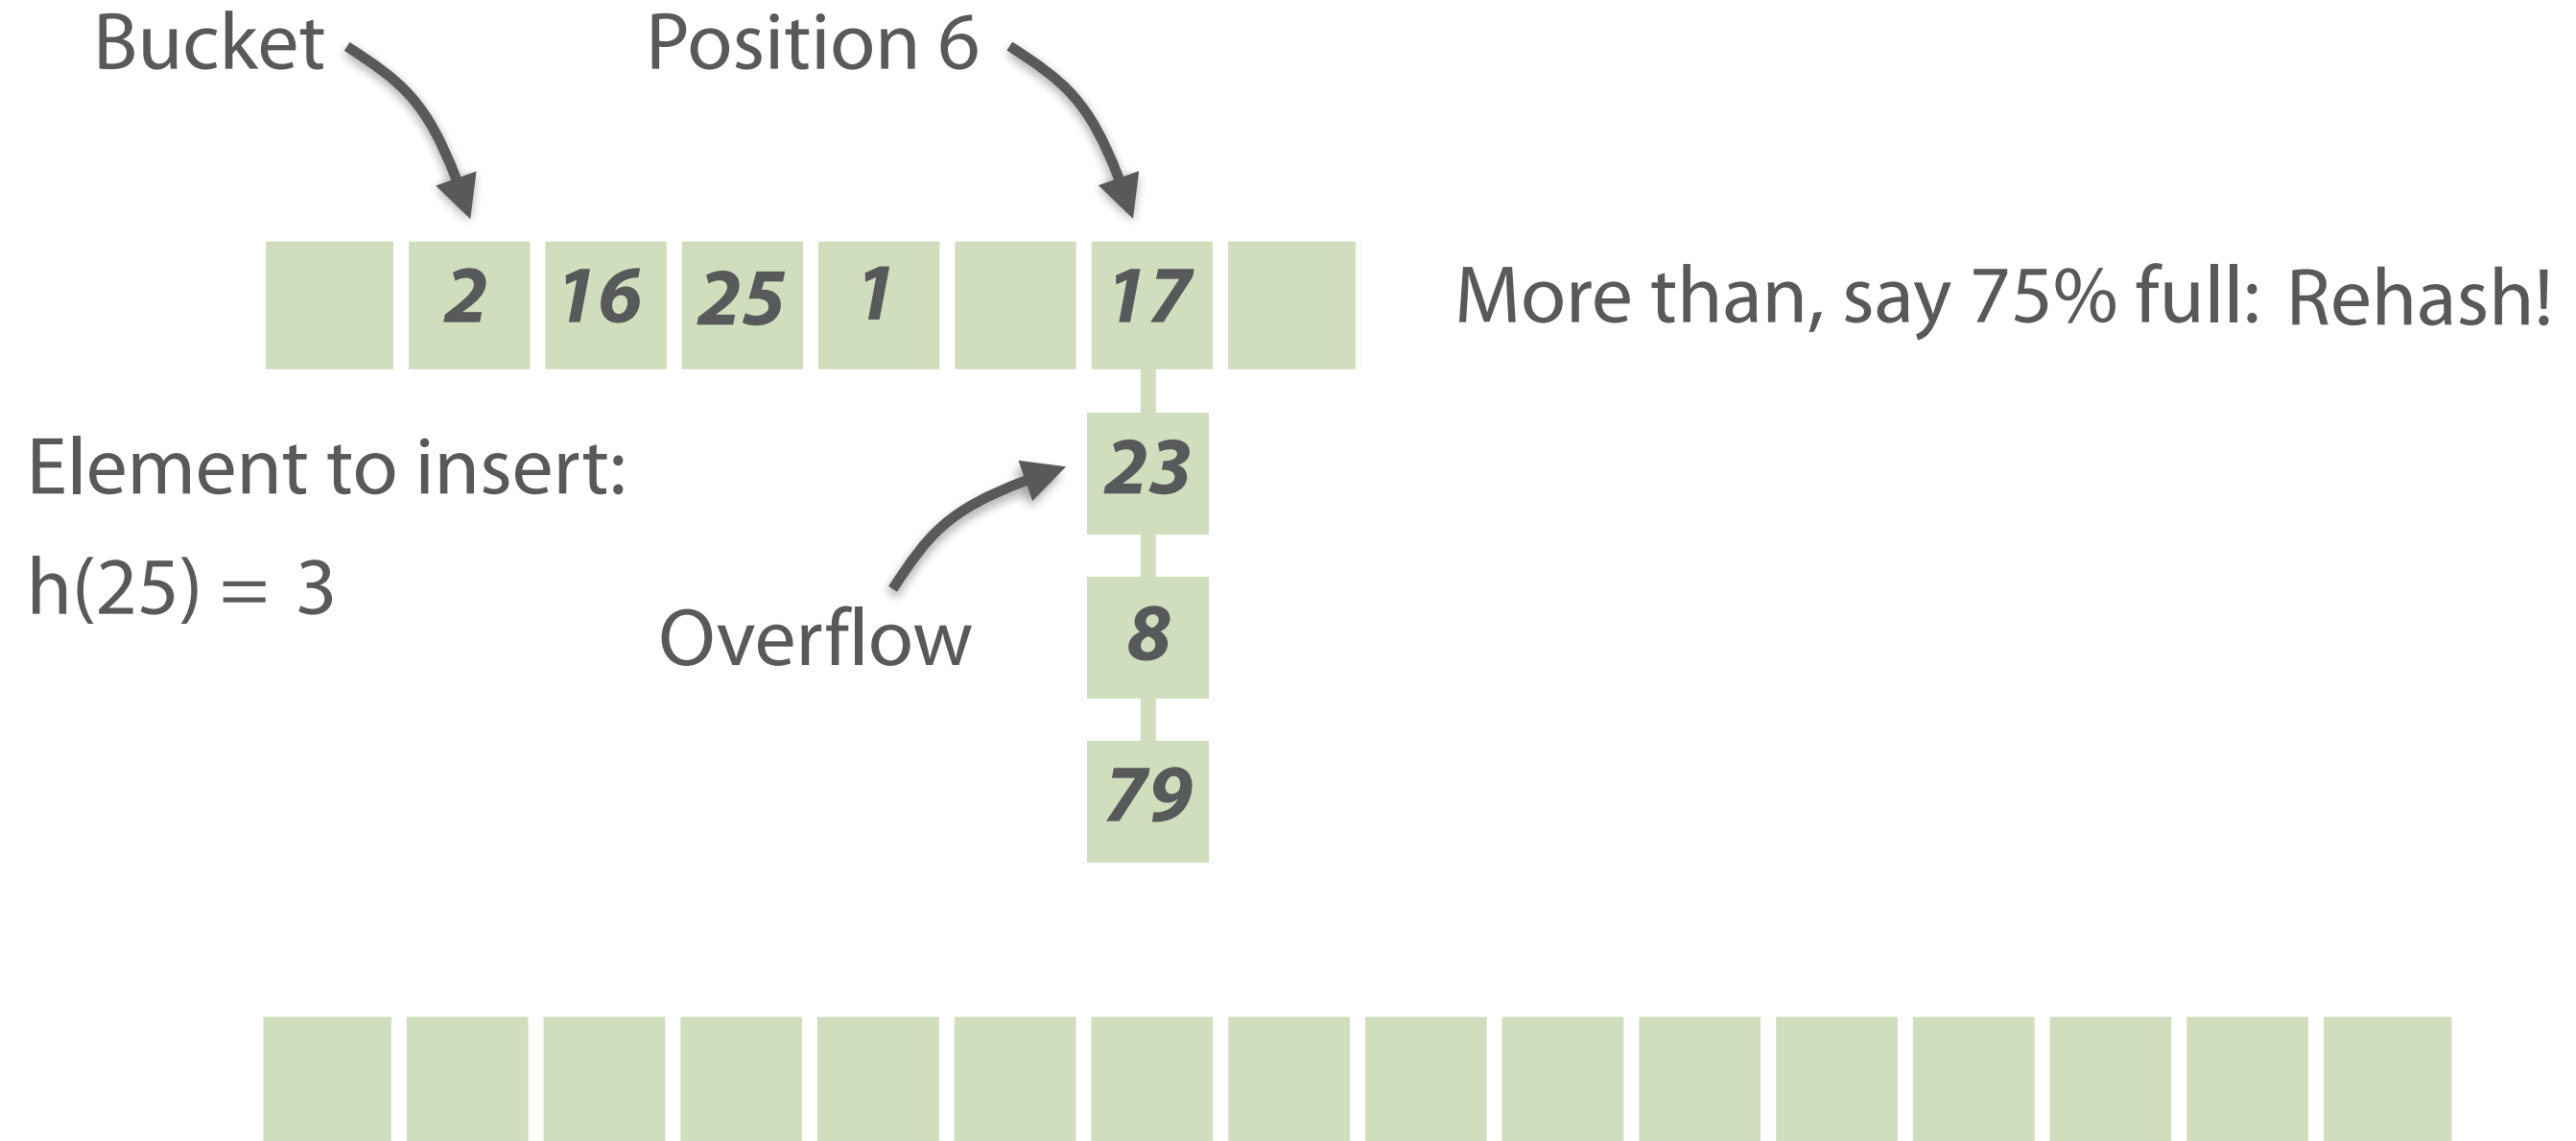 Bucket
Position 6
2 16 25 1 17
More than, say 75% full: Rehash!
Element to insert:
23
h(25) = 3
Overflow
8
79